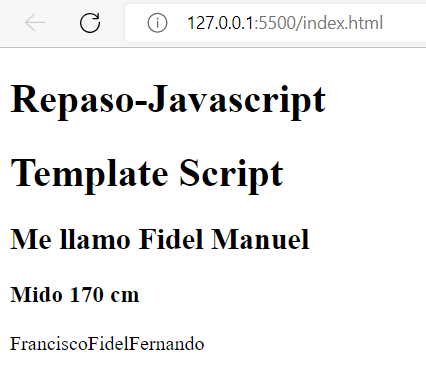 127.0.0.1:5500/index.html
Repaso-Javascript
Template Script
Me llamo Fidel Manuel
Mido 170 cm
FranciscoFidelFernando